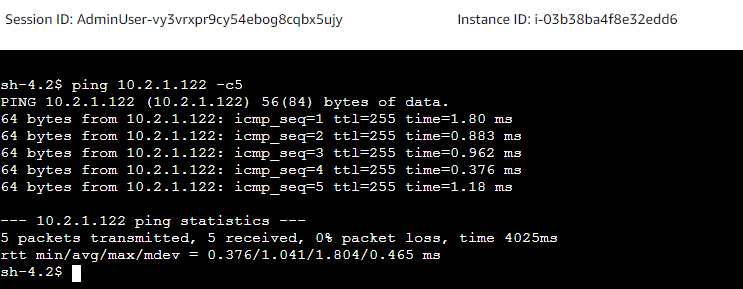 Session ID: AdminUser-vy3vrxpr9cy54ebog8cqbx5ujy Instance ID: i-03b38ba4f8e32edd6
sh-4.2$ ping 10.2.1.122 -c5
PING 10.2.1.122 (10.2.1.122) 56(84) bytes of data.
64 bytes from 10.2.1.122: icmp_seq=1 ttl=255 time=1.80 ms
64 bytes from 10.2.1.122: icmp_seq=2 ttl=255 time=0.883 ms
64 bytes from 10.2.1.122: icmp_seq=3 ttl=255 time=0.962 ms
64 bytes from 10.2.1.122: icmp_seq=4 ttl=255 time=0.376 ms
64 bytes from 10.2.1.122: icmp_seq=5 ttl=255 time=1.18 ms
--- 10.2.1.122 ping statistics ---
5 packets transmitted, 5 received, 0% packet loss, time 4025ms
rtt min/avg/max/mdev = 0.376/1.041/1.804/0.465 ms
sh-4.2$